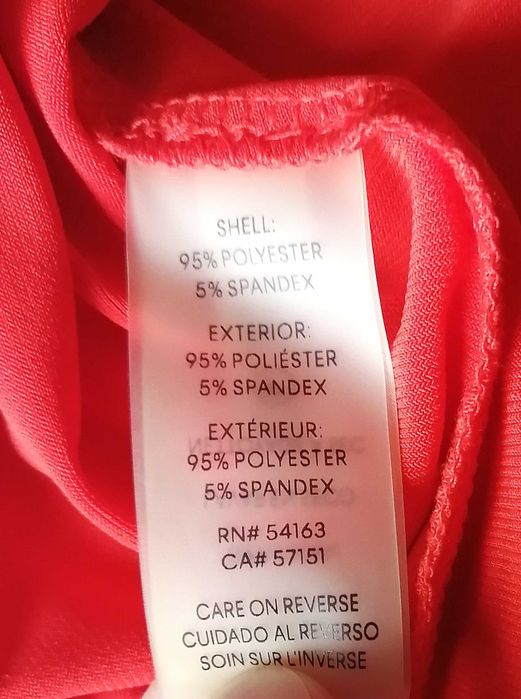 SHELL:
95% POLYESTER
5% SPANDEX
EXTERIOR:
95% POLIÉSTER
5% SPANDEX
EXTÉRIEUR:
95% POLYESTER
5% SPANDEX
RN# 54163
CA# 57151
CARE ON REVERSE
CUIDADO AL REVERSO
SOIN SUR L'INVERSE